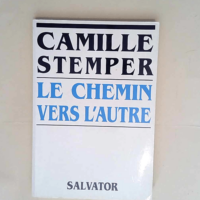 CAMILLE
STEMPER
LE CHEMIN
VERS L'AUTRE
SALVATOR